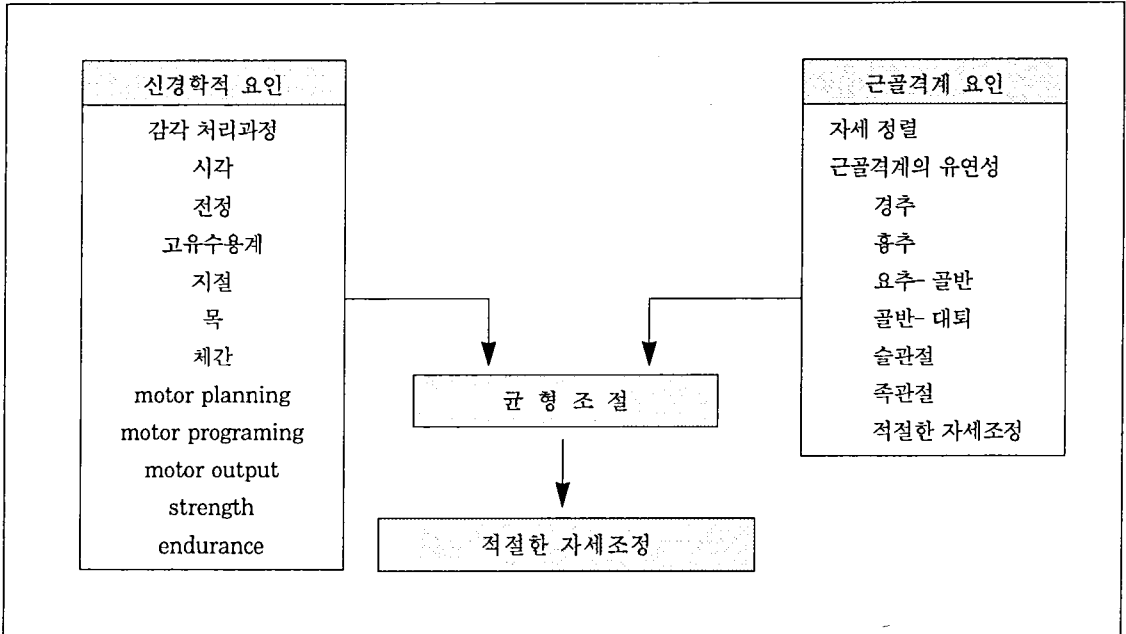 신경학적 요인
감각 처리과정
시각
전정
고유수용계
지절
목
체간
motor planning
motor programing
motor output
strength
endurance
근골격계 요인
자세 정렬
근골격계의 유연성
경추
흉추
요추- 골반
골반- 대퇴
슬관절
족관절
적절한 자세조정
균 형 조 절
적절한 자세조정